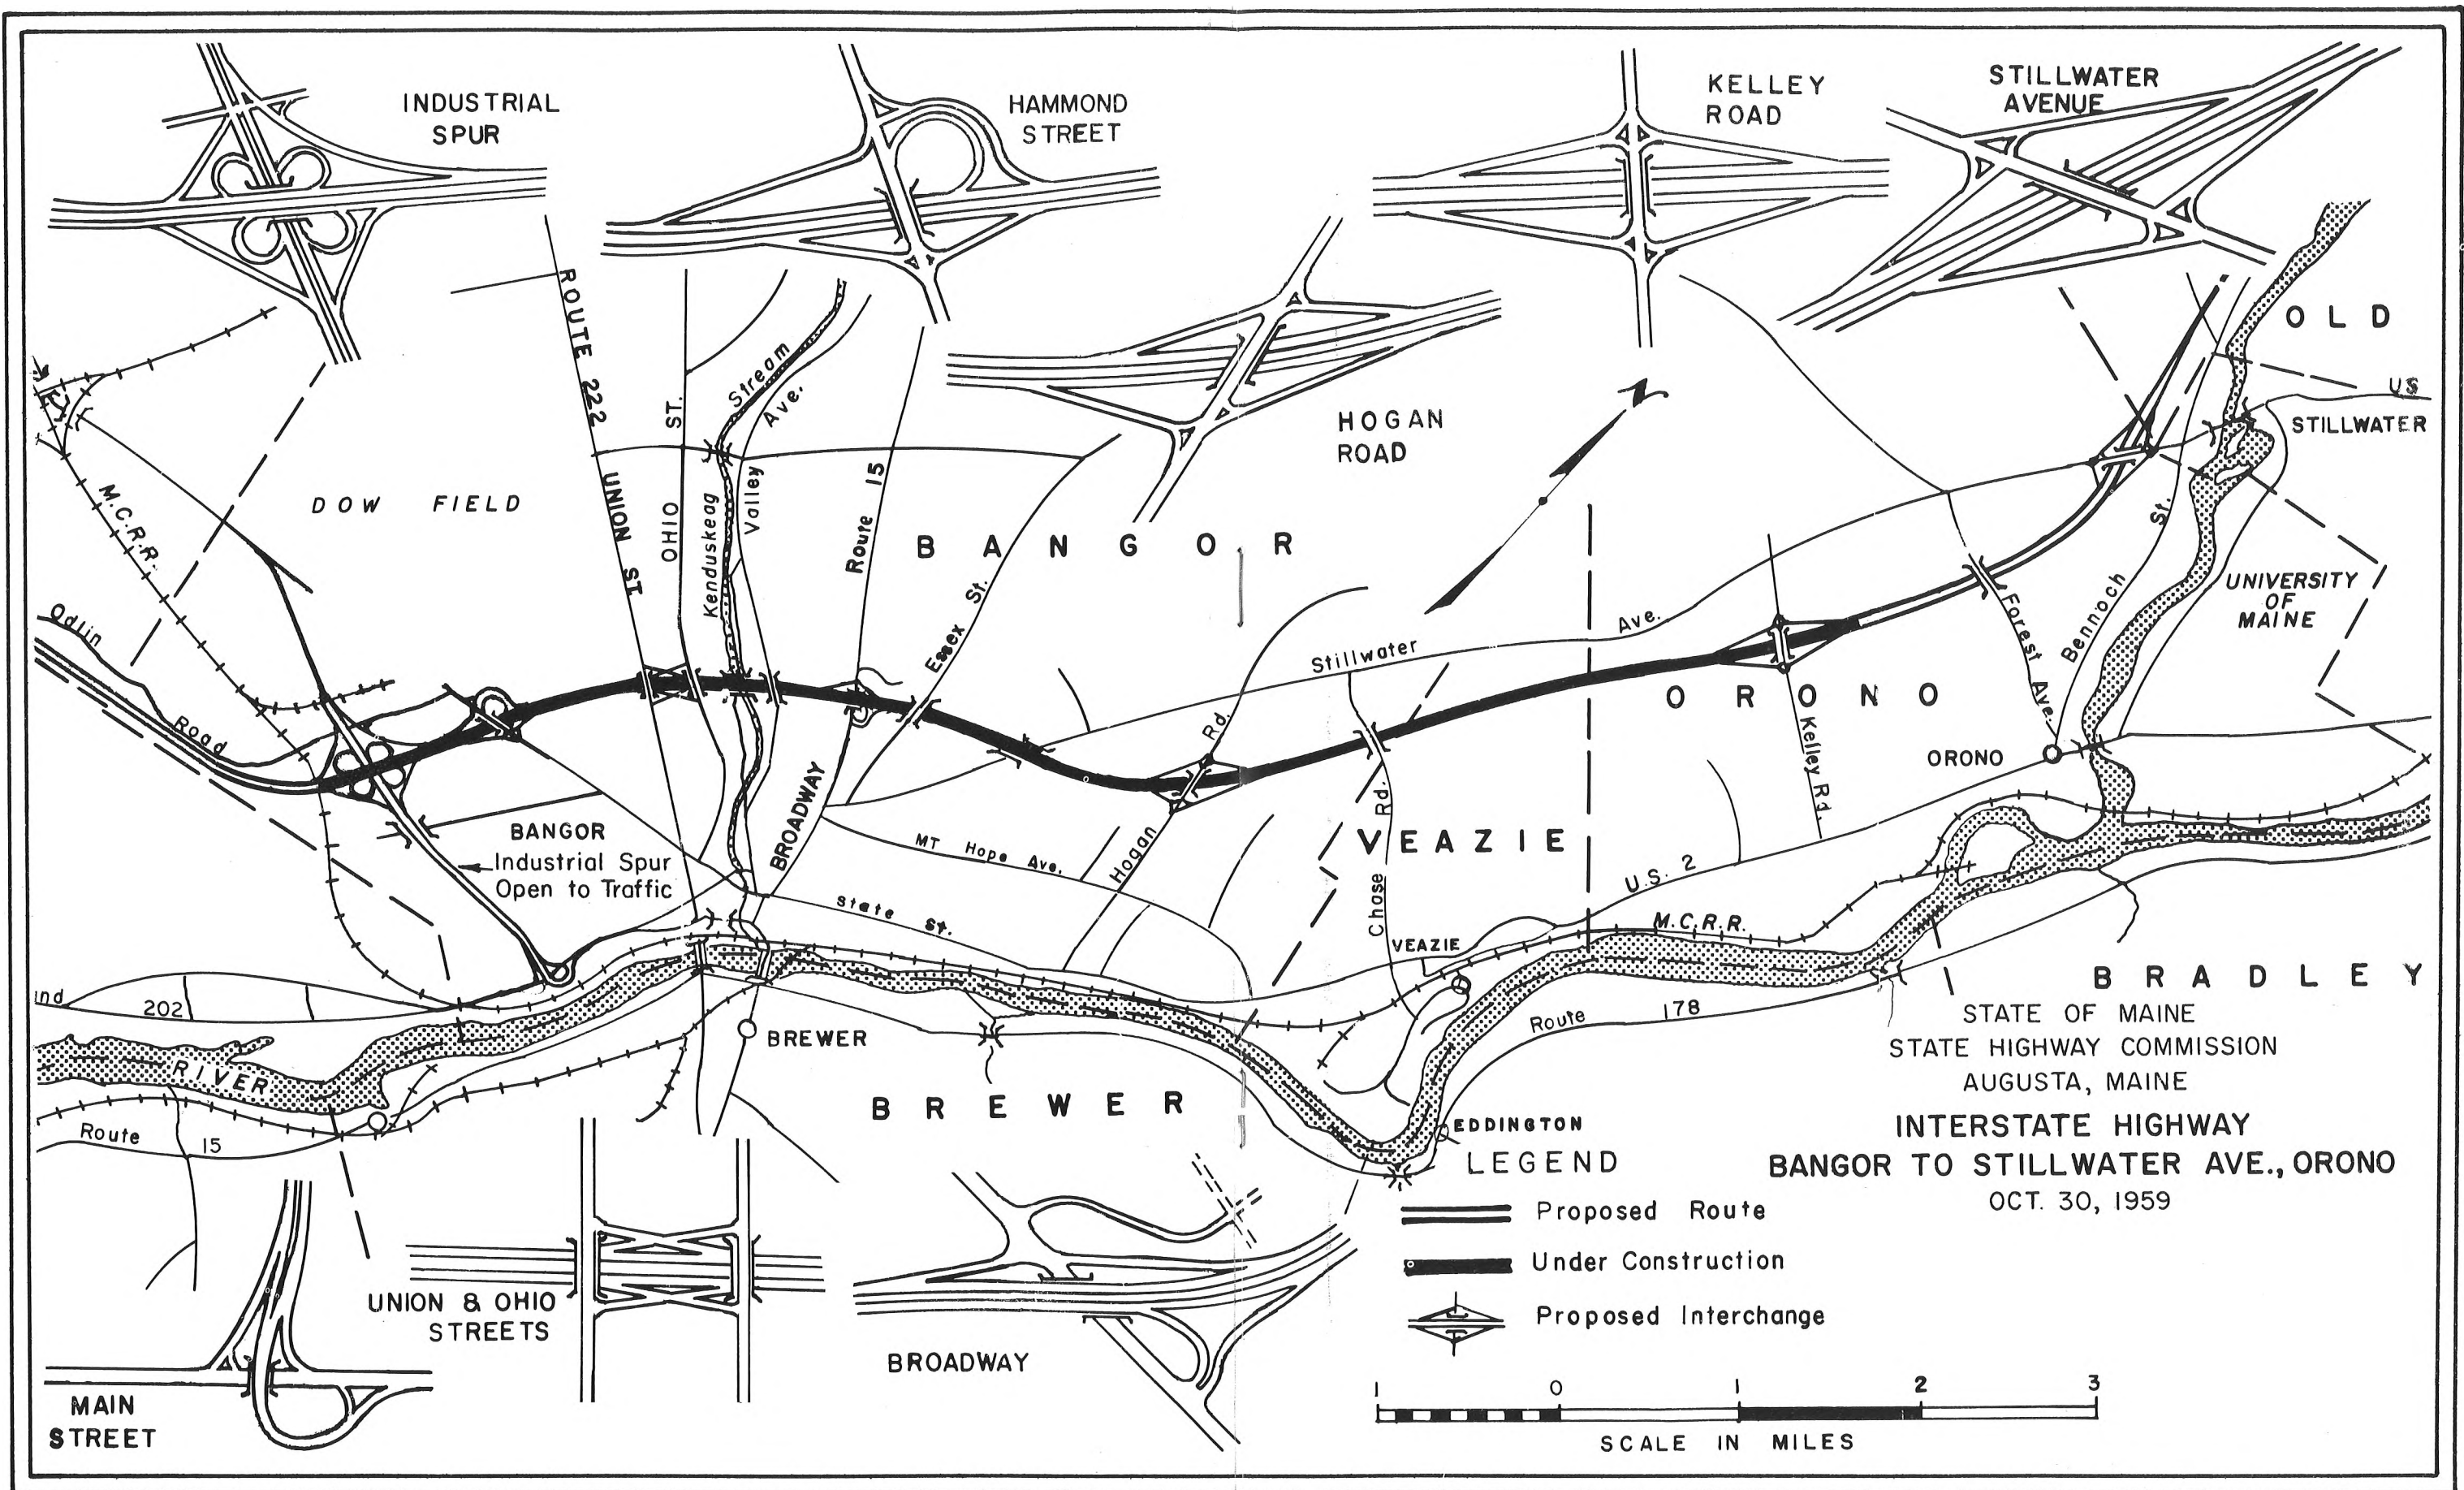 INDUSTRIAL
SPUR
HAMMOND
STREET
KELLEY
ROAD
STILLWATER
AVENUE
HOGAN
ROAD
OLD
US
STILLWATER
ROUTE 222
UNION ST
OHIO
ST.
Stream
Ave.
Kenduskeag
Valley
Route 15
Essex St.
BANGOR
DOW FIELD
M.C.R.R.
Odlin
Road
Stillwater
Ave.
ORONO
Forest
Ave.
Bennoch
St.
UNIVERSITY
OF
MAINE
ORONO
Kelley Rd.
Hogan
Rd.
Chase
Rd.
VEAZIE
BROADWAY
MT Hope Ave.
BANGOR
Industrial Spur
Open to Traffic
State St.
U.S. 2
M.C.R.R.
VEAZIE
BRADLEY
nd
202
RIVER
BREWER
Route 178
BREWER
Route 15
EDDINGTON
STATE OF MAINE
STATE HIGHWAY COMMISSION
AUGUSTA, MAINE
INTERSTATE HIGHWAY
BANGOR TO STILLWATER AVE., ORONO
OCT. 30, 1959
LEGEND
Proposed Route
Under Construction
Proposed Interchange
1 0 1 2 3
SCALE IN MILES
MAIN
STREET
UNION & OHIO
STREETS
BROADWAY